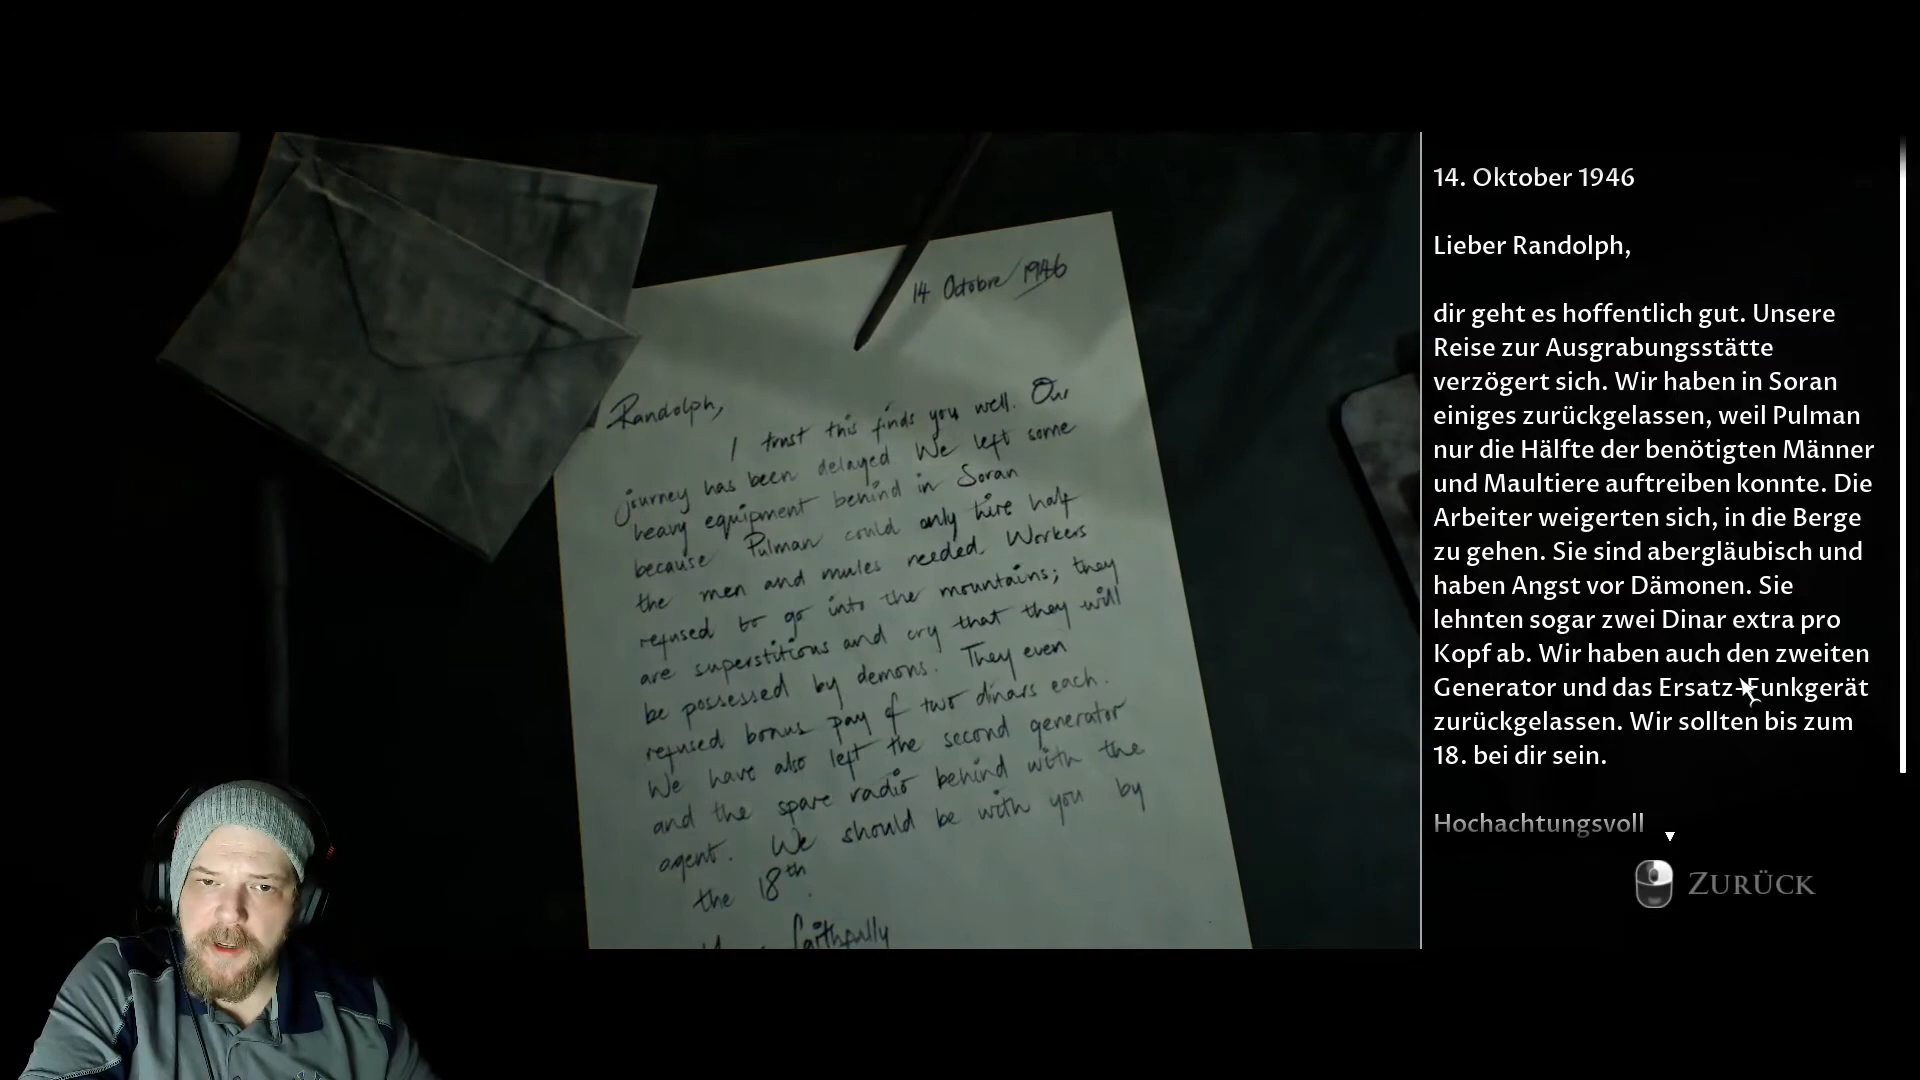 14 Octobre 1946
Randolph,
I trust this finds you well. Our
journey has been delayed We left some
heavy equipment behind in Soran
because Pulman could only hire half
the men and mules needed. Workers
refused to go into the mountains; they
are superstitious and cry that they will
be possessed by demons. They even
refused bonus pay of two dinars each.
We have also left the second generator
and the spare radio behind with the
agent. We should be with you by
the 18th.
faithfully
14. Oktober 1946
Lieber Randolph,
dir geht es hoffentlich gut. Unsere
Reise zur Ausgrabungsstätte
verzögert sich. Wir haben in Soran
einiges zurückgelassen, weil Pulman
nur die Hälfte der benötigten Männer
und Maultiere auftreiben konnte. Die
Arbeiter weigerten sich, in die Berge
zu gehen. Sie sind abergläubisch und
haben Angst vor Dämonen. Sie
lehnten sogar zwei Dinar extra pro
Kopf ab. Wir haben auch den zweiten
Generator und das Ersatz-Funkgerät
zurückgelassen. Wir sollten bis zum
18. bei dir sein.
Hochachtungsvoll
ZURÜCK